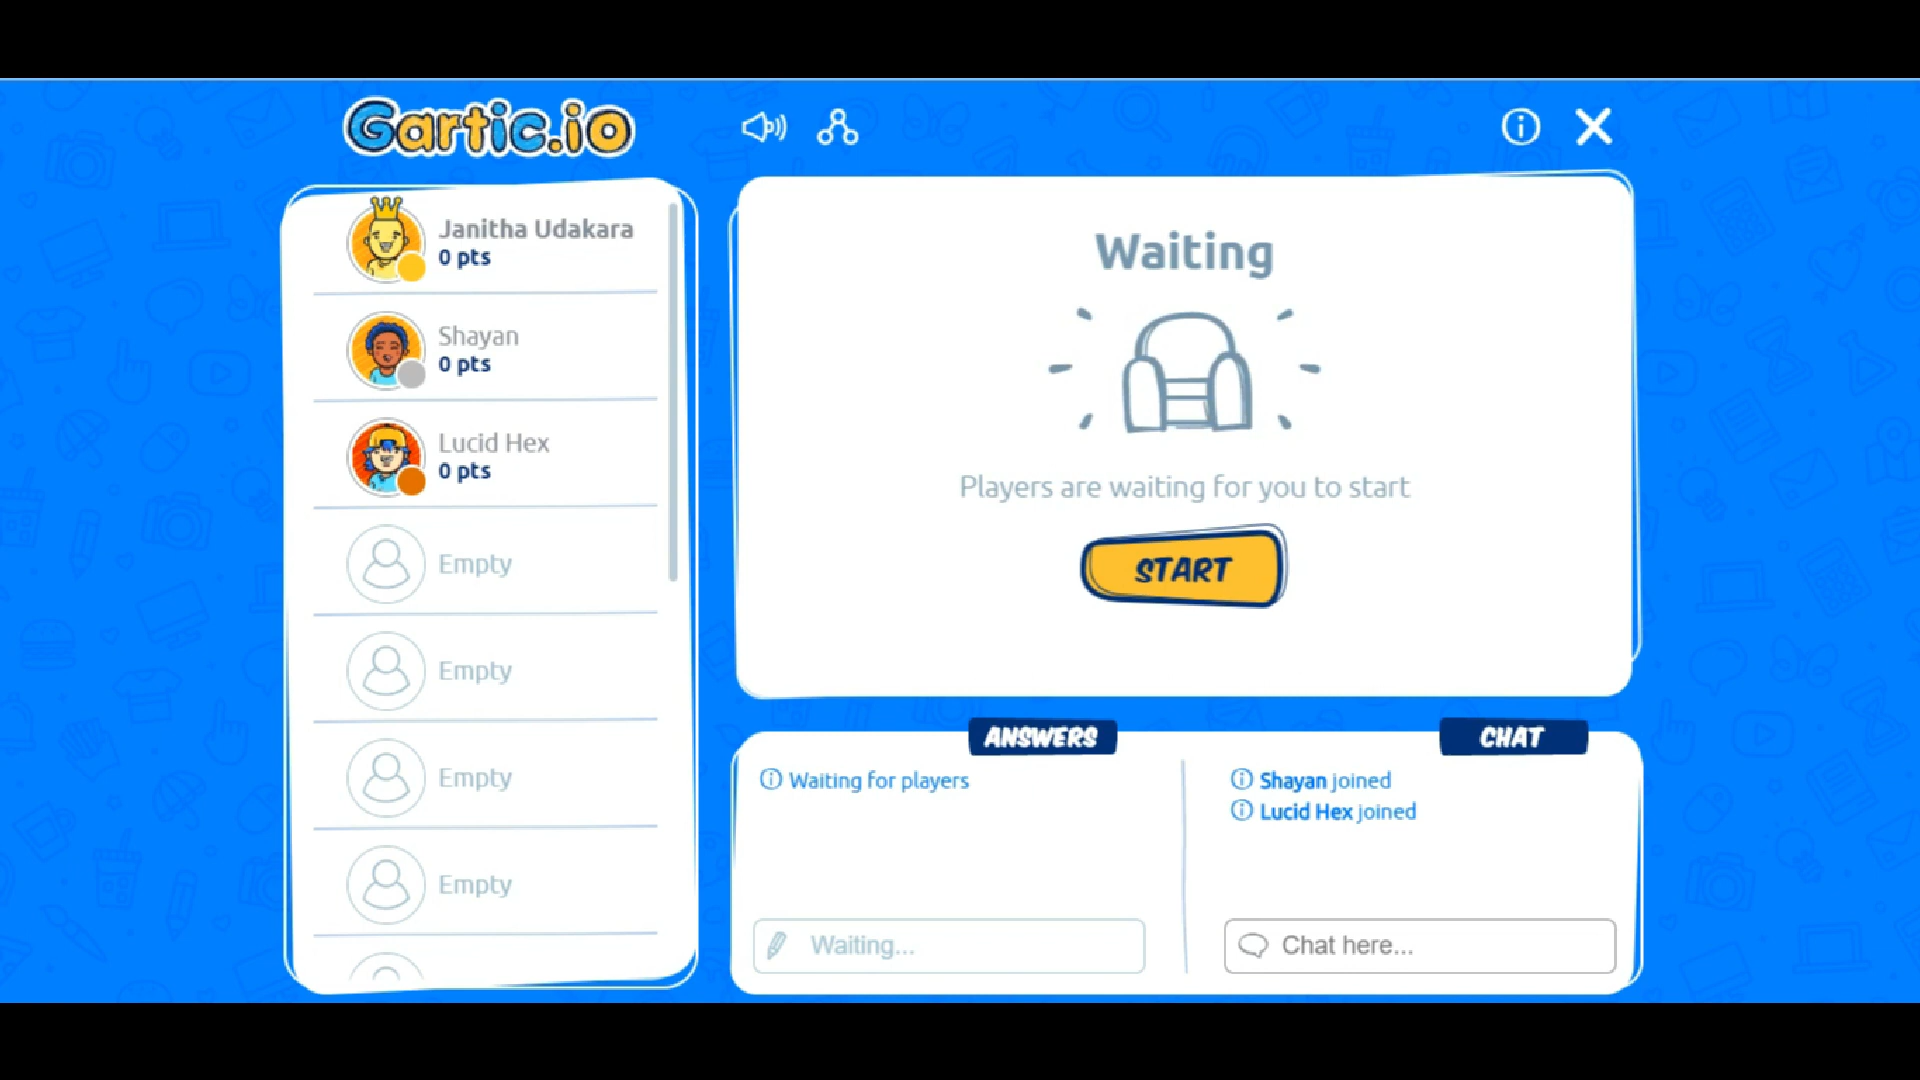 Gartic.io
Janitha Udakara
0 pts
Shayan
0 pts
Lucid Hex
0 pts
Empty
Empty
Empty
Empty
Waiting
Players are waiting for you to start
START
ANSWERS
Waiting for players
Waiting...
CHAT
Shayan joined
Lucid Hex joined
Chat here...